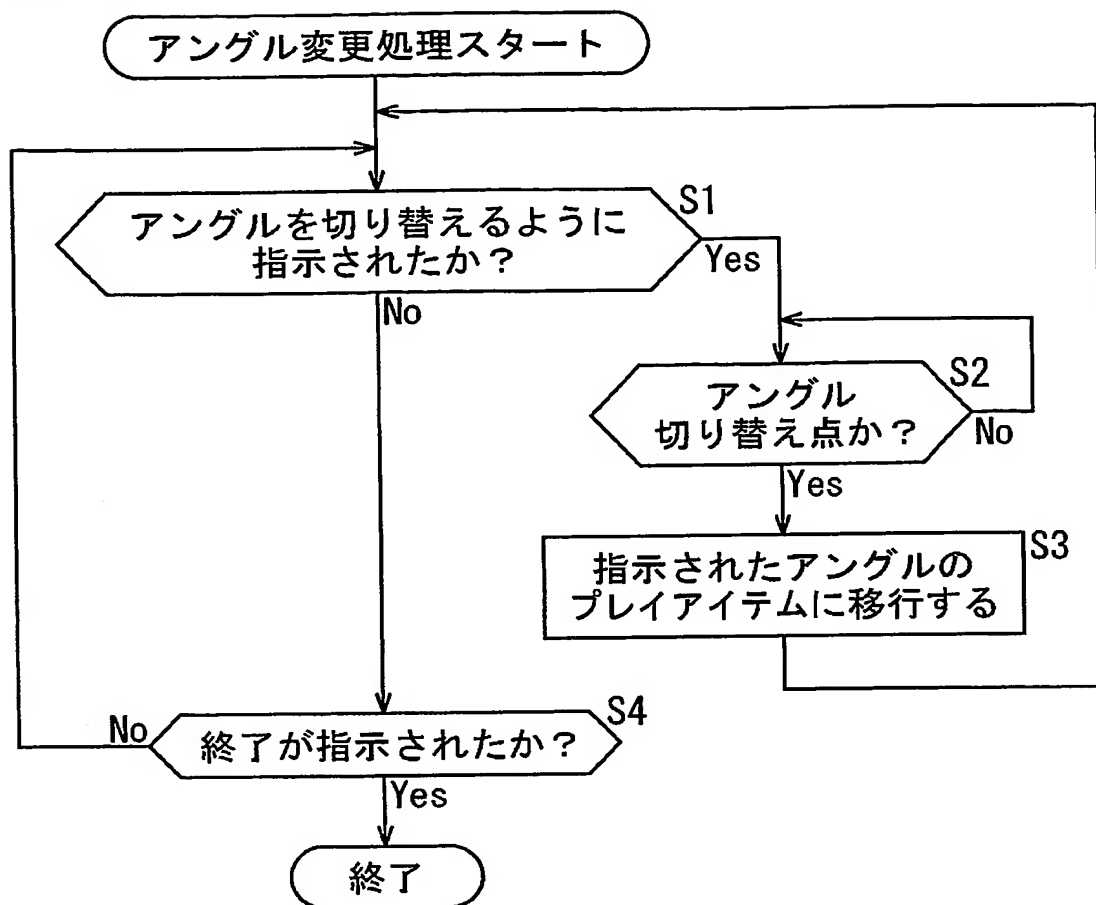 アングル変更処理スタート
アングルを切り替えるように
指示されたか?
S1
Yes
No
アングル
切り替え点か?
S2
No
Yes
指示されたアングルの
プレイアイテムに移行する
S3
終了が指示されたか?
S4
No
Yes
終了